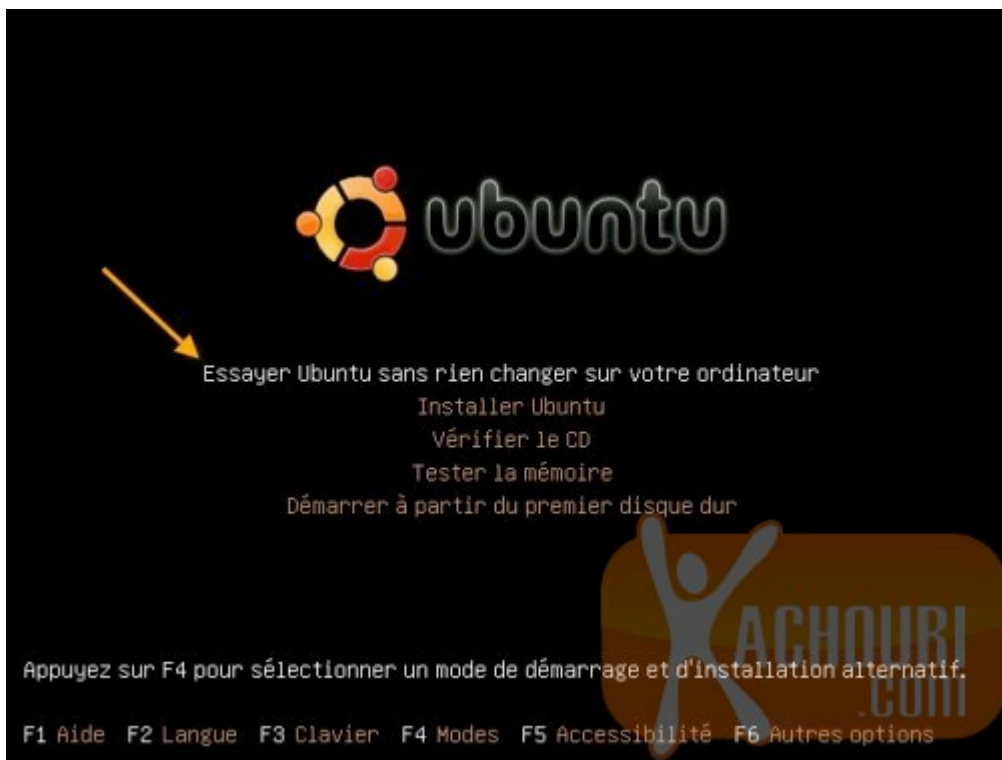 ubuntu
Essayer Ubuntu sans rien changer sur votre ordinateur
Installer Ubuntu
Vérifier le CD
Tester la mémoire
Démarrer à partir du premier disque dur
KACHOURI
.COM
Appuyez sur F4 pour sélectionner un mode de démarrage et d'installation alternatif.
F1 Aide F2 Langue F3 Clavier F4 Modes F5 Accessibilité F6 Autres options